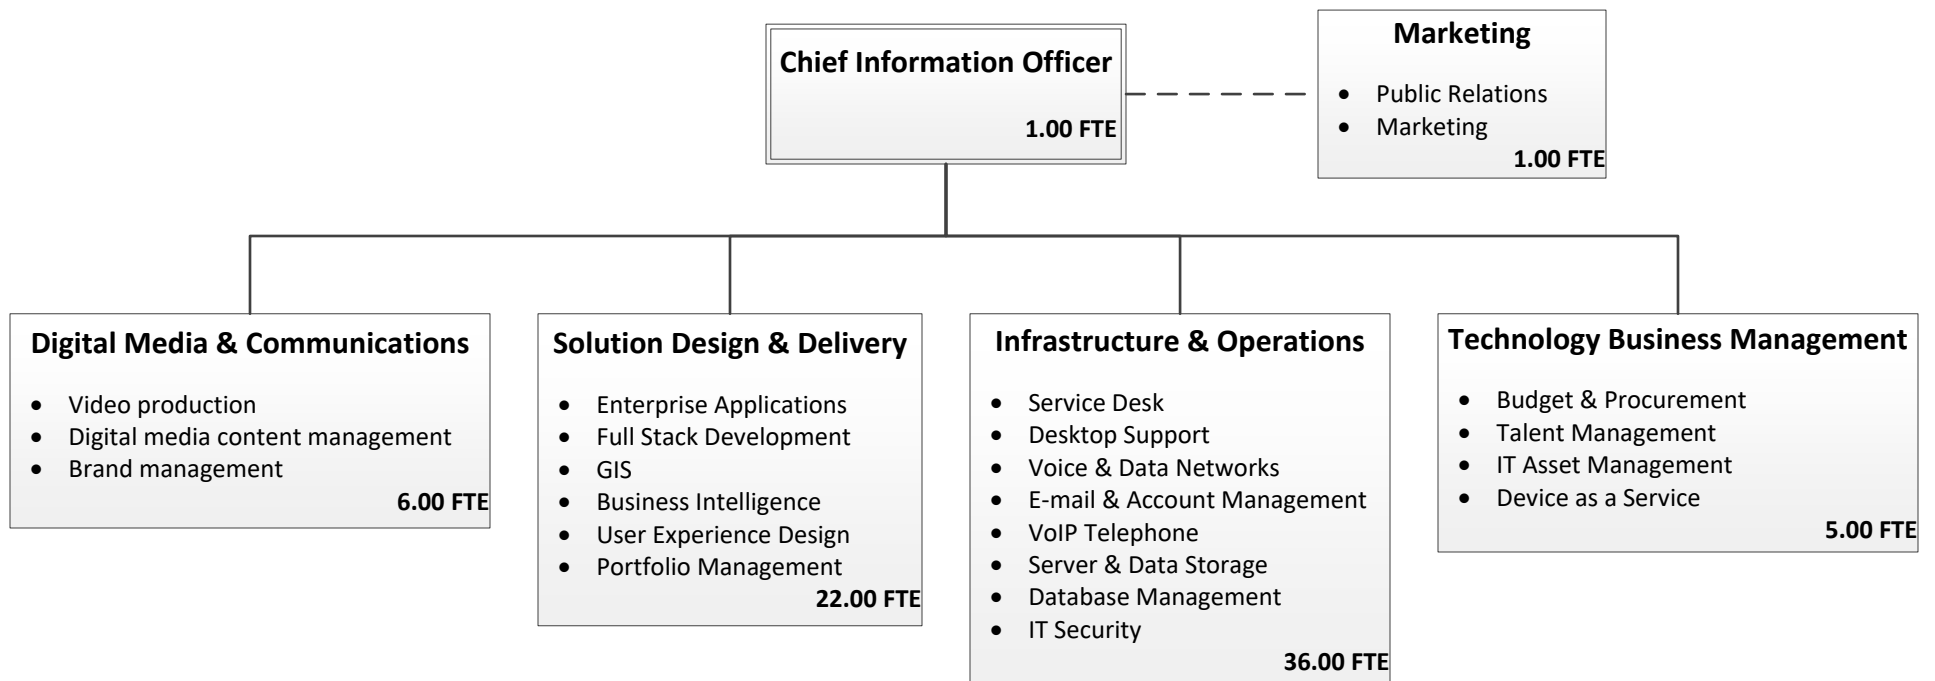 Chief Information Officer
1.00 FTE
Marketing
• Public Relations
• Marketing
1.00 FTE
Digital Media & Communications
• Video production
• Digital media content management
• Brand management
6.00 FTE
Solution Design & Delivery
• Enterprise Applications
• Full Stack Development
• GIS
• Business Intelligence
• User Experience Design
• Portfolio Management
22.00 FTE
Infrastructure & Operations
• Service Desk
• Desktop Support
• Voice & Data Networks
• E-mail & Account Management
• VoIP Telephone
• Server & Data Storage
• Database Management
• IT Security
36.00 FTE
Technology Business Management
• Budget & Procurement
• Talent Management
• IT Asset Management
• Device as a Service
5.00 FTE